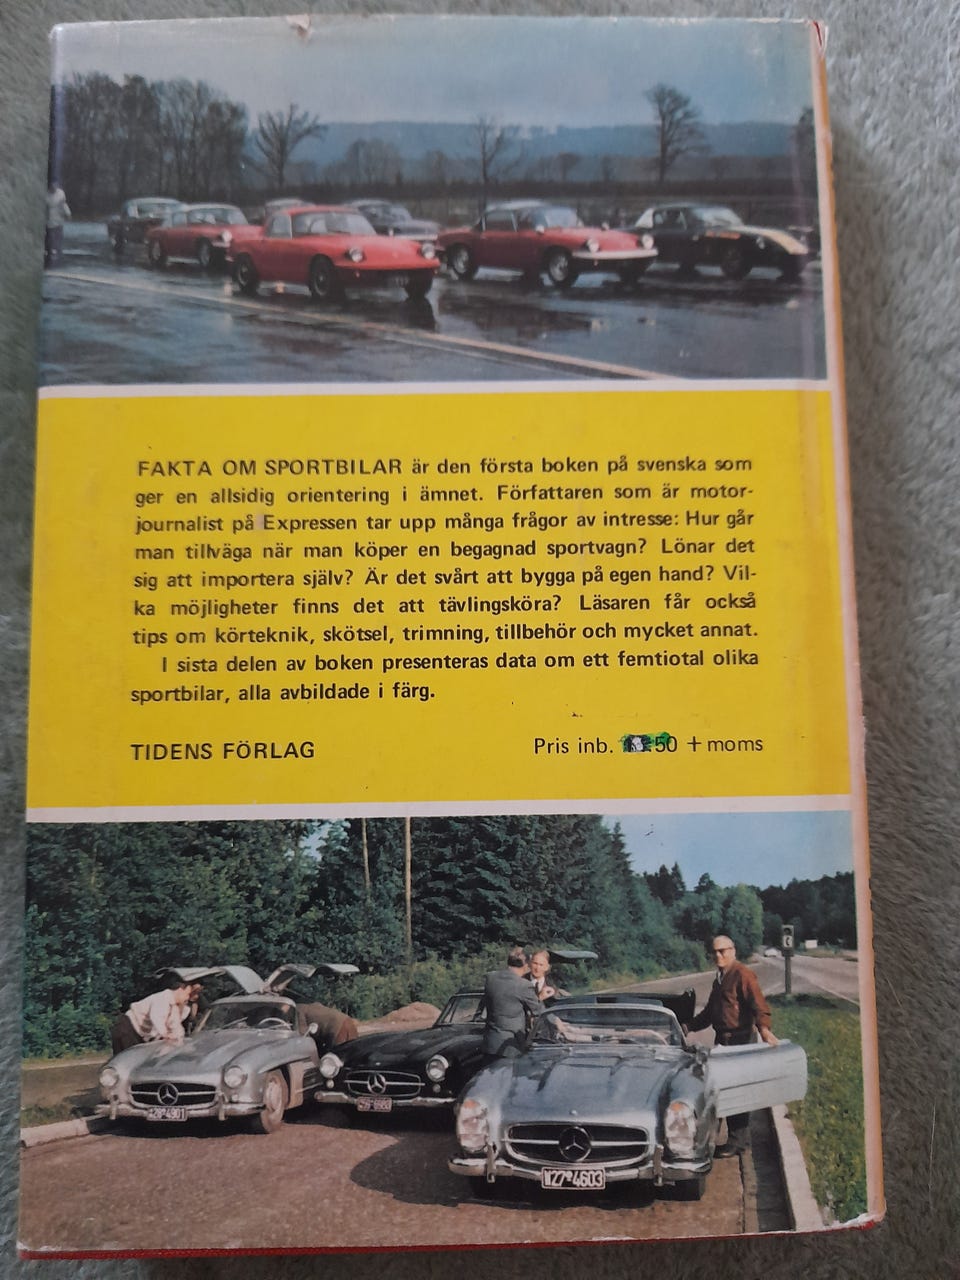 FAKTA OM SPORTBILAR är den första boken på svenska som
ger en allsidig orientering i ämnet. Författaren som är motor-
journalist på Expressen tar upp många frågor av intresse: Hur går
man tillväga när man köper en begagnad sportvagn? Lönar det
sig att importera själv? Är det svårt att bygga på egen hand? Vil-
ka möjligheter finns det att tävlingsköra? Läsaren får också
tips om körteknik, skötsel, trimning, tillbehör och mycket annat.
I sista delen av boken presenteras data om ett femtiotal olika
sportbilar, alla avbildade i färg.
TIDENS FÖRLAG
Pris inb. 50 + moms
W27-4603